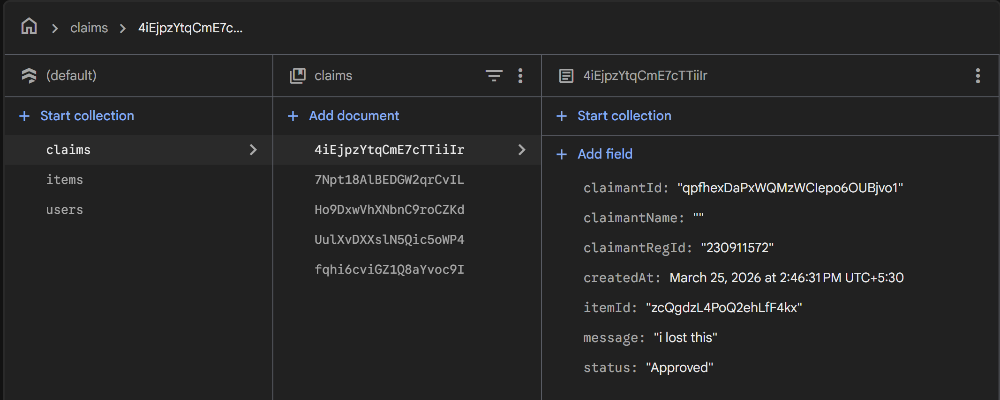 claims
4iEjpzYtqCmE7c...
(default)
claims
4iEjpzYtqCmE7cTTiiIr
+ Start collection
+ Add document
+ Start collection
claims
items
users
4iEjpzYtqCmE7cTTiiIr
7Npt18AlBEDGW2qrCvIL
Ho9DxwVhXNbnC9roCZKd
UulXvDXXslN5Qic5oWP4
fqhi6cviGZ1Q8aYvoc9I
+ Add field
claimantId: "qpfhexDaPxWQMzWCIepo6OUBjvo1"
claimantName: ""
claimantRegId: "230911572"
createdAt: March 25, 2026 at 2:46:31 PM UTC+5:30
itemId: "zcQgdzL4PoQ2ehLfF4kx"
message: "i lost this"
status: "Approved"